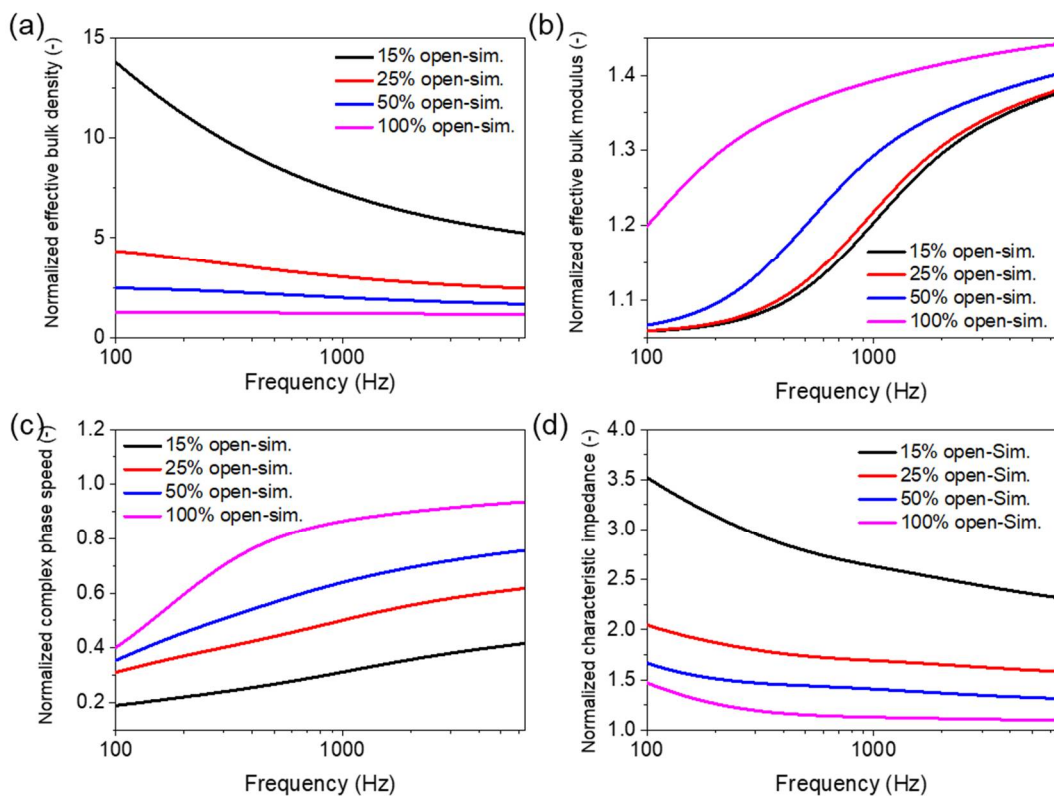 (a)
Normalized effective bulk density (-)
15
10
5
0
100
1000
Frequency (Hz)
15% open-sim.
25% open-sim.
50% open-sim.
100% open-sim.
(b)
Normalized effective bulk modulus (-)
1.4
1.3
1.2
1.1
100
1000
Frequency (Hz)
15% open-sim.
25% open-sim.
50% open-sim.
100% open-sim.
(c)
Normalized complex phase speed (-)
1.2
1.0
0.8
0.6
0.4
0.2
100
1000
Frequency (Hz)
15% open-sim.
25% open-sim.
50% open-sim.
100% open-sim.
(d)
Normalized characteristic impedance (-)
4.0
3.5
3.0
2.5
2.0
1.5
1.0
100
1000
Frequency (Hz)
15% open-Sim.
25% open-Sim.
50% open-Sim.
100% open-Sim.